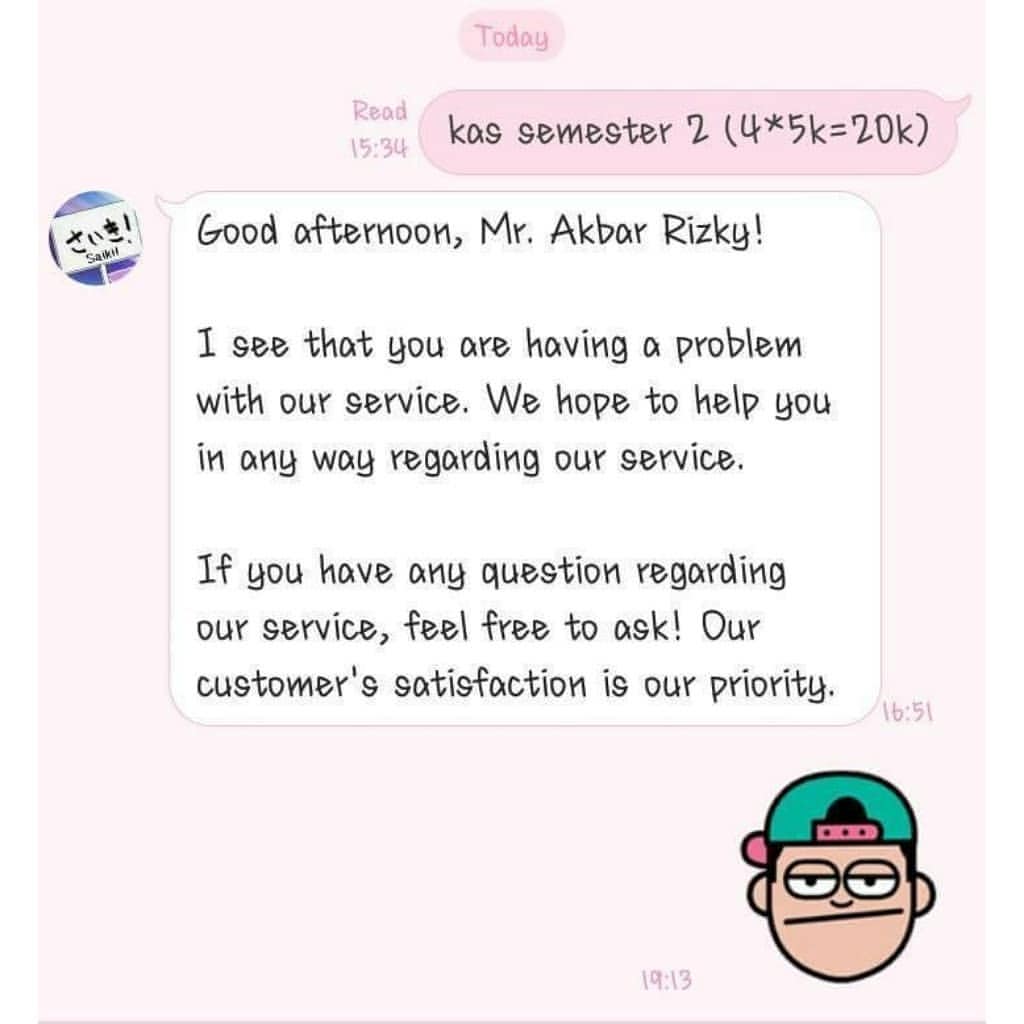 Today
Read
15:34
kas semester 2 (4*5k=20k)
さいき!
Saiki!
Good afternoon, Mr. Akbar Rizky!
I see that you are having a problem
with our service. We hope to help you
in any way regarding our service.
If you have any question regarding
our service, feel free to ask! Our
customer's satisfaction is our priority.
16:51
19:13